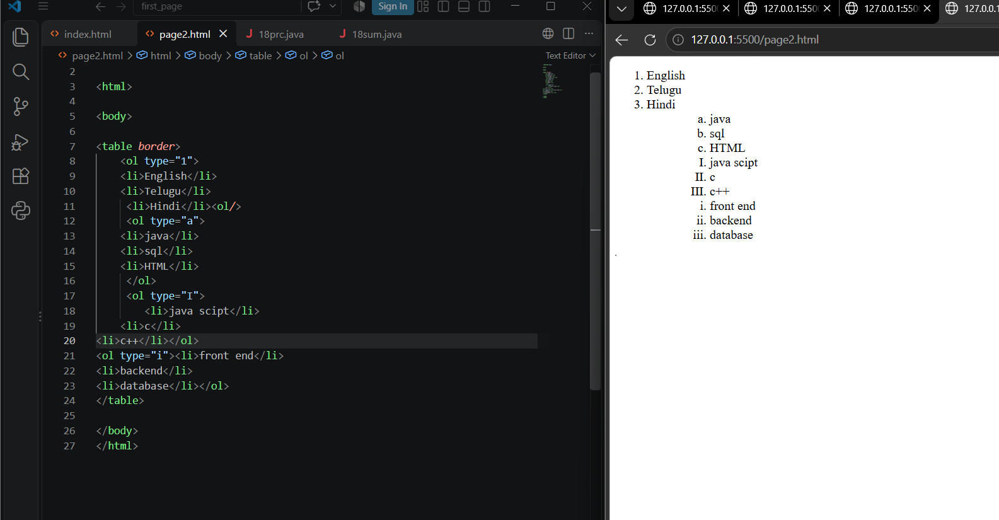 first_page
Sign In
index.html
page2.html
18prc.java
18sum.java
page2.html > html > body > table > ol > ol
Text Editor
2
3 <html>
4
5 <body>
6
7 <table border>
8 <ol type="1">
9 <li>English</li>
10 <li>Telugu</li>
11 <li>Hindi</li><ol/>
12 <ol type="a">
13 <li>java</li>
14 <li>sql</li>
15 <li>HTML</li>
16 </ol>
17 <ol type="I">
18 <li>java scipt</li>
19 <li>c</li>
20 <li>c++</li></ol>
21 <ol type="i"><li>front end</li>
22 <li>backend</li>
23 <li>database</li></ol>
24 </table>
25
26 </body>
27 </html>
127.0.0.1:550
127.0.0.1:550
127.0.0.1:550
127.0.0.1
127.0.0.1:5500/page2.html
1. English
2. Telugu
3. Hindi
a. java
b. sql
c. HTML
I. java scipt
II. c
III. c++
i. front end
ii. backend
iii. database